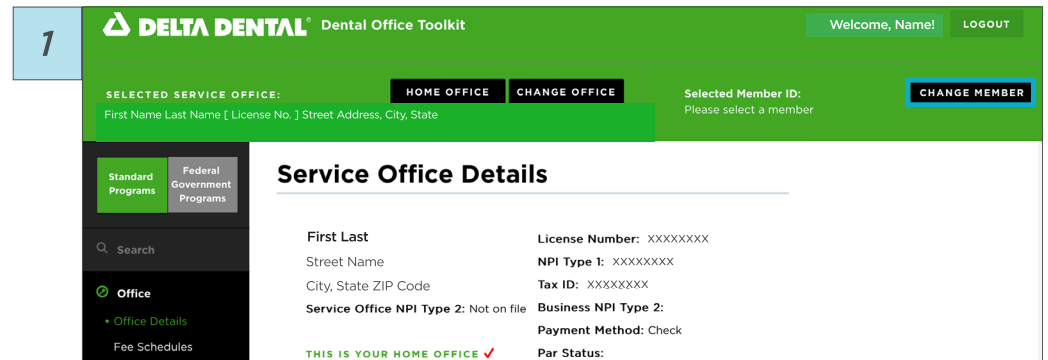 1
DELTA DENTAL® Dental Office Toolkit
Welcome, Name!
LOGOUT
SELECTED SERVICE OFFICE:
HOME OFFICE
CHANGE OFFICE
First Name Last Name [ License No. ] Street Address, City, State
Selected Member ID:
Please select a member
CHANGE MEMBER
Standard
Programs
Federal
Government
Programs
Search
Office
• Office Details
Fee Schedules
Service Office Details
First Last
Street Name
City, State ZIP Code
Service Office NPI Type 2: Not on file
THIS IS YOUR HOME OFFICE ✓
License Number: XXXXXXXX
NPI Type 1: XXXXXXXX
Tax ID: XXXXXXXX
Business NPI Type 2:
Payment Method: Check
Par Status: